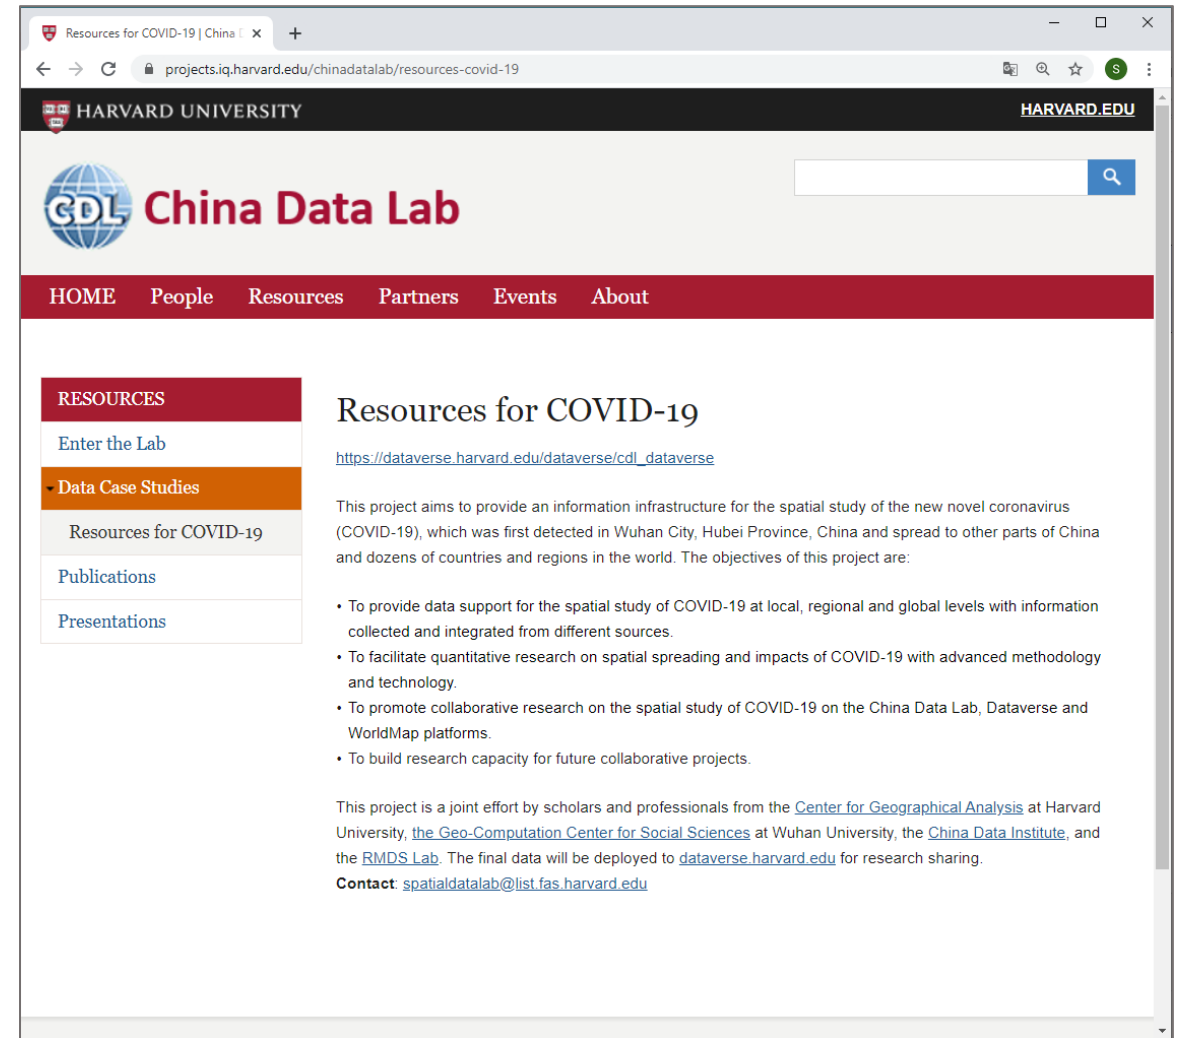 Resources for COVID-19 | China
projects.iq.harvard.edu/chinadatalab/resources-covid-19
S
HARVARD UNIVERSITY
HARVARD.EDU
CDL China Data Lab
HOME People Resources Partners Events About
RESOURCES
Enter the Lab
Data Case Studies
Resources for COVID-19
Publications
Presentations
Resources for COVID-19
https://dataverse.harvard.edu/dataverse/cdl_dataverse
This project aims to provide an information infrastructure for the spatial study of the new novel coronavirus
(COVID-19), which was first detected in Wuhan City, Hubei Province, China and spread to other parts of China
and dozens of countries and regions in the world. The objectives of this project are:
• To provide data support for the spatial study of COVID-19 at local, regional and global levels with information
collected and integrated from different sources.
• To facilitate quantitative research on spatial spreading and impacts of COVID-19 with advanced methodology
and technology.
• To promote collaborative research on the spatial study of COVID-19 on the China Data Lab, Dataverse and
WorldMap platforms.
• To build research capacity for future collaborative projects.
This project is a joint effort by scholars and professionals from the Center for Geographical Analysis at Harvard
University, the Geo-Computation Center for Social Sciences at Wuhan University, the China Data Institute, and
the RMDS Lab. The final data will be deployed to dataverse.harvard.edu for research sharing.
Contact: spatialdatalab@list.fas.harvard.edu